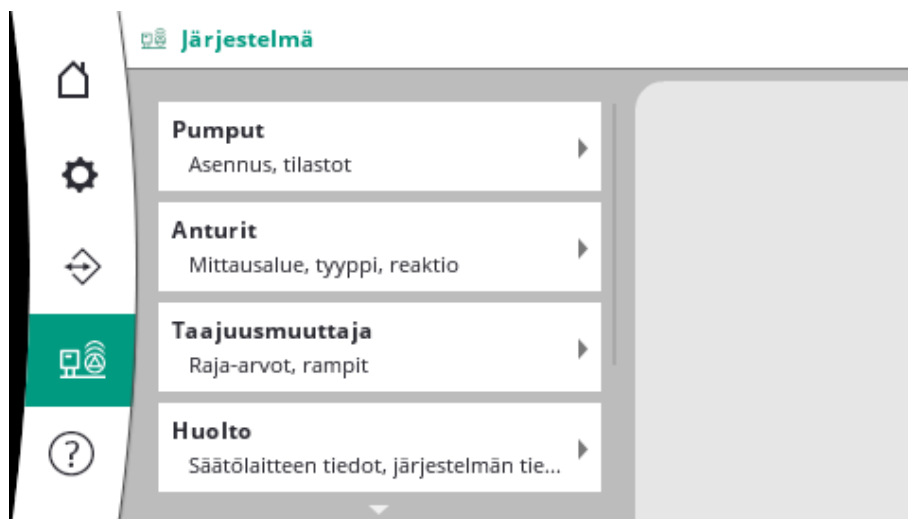 Järjestelmä
Pumput
Asennus, tilastot
Anturit
Mittausalue, tyyppi, reaktio
Taajuusmuuttaja
Raja-arvot, rampit
Huolto
Säätölaitteen tiedot, järjestelmän tie...
?